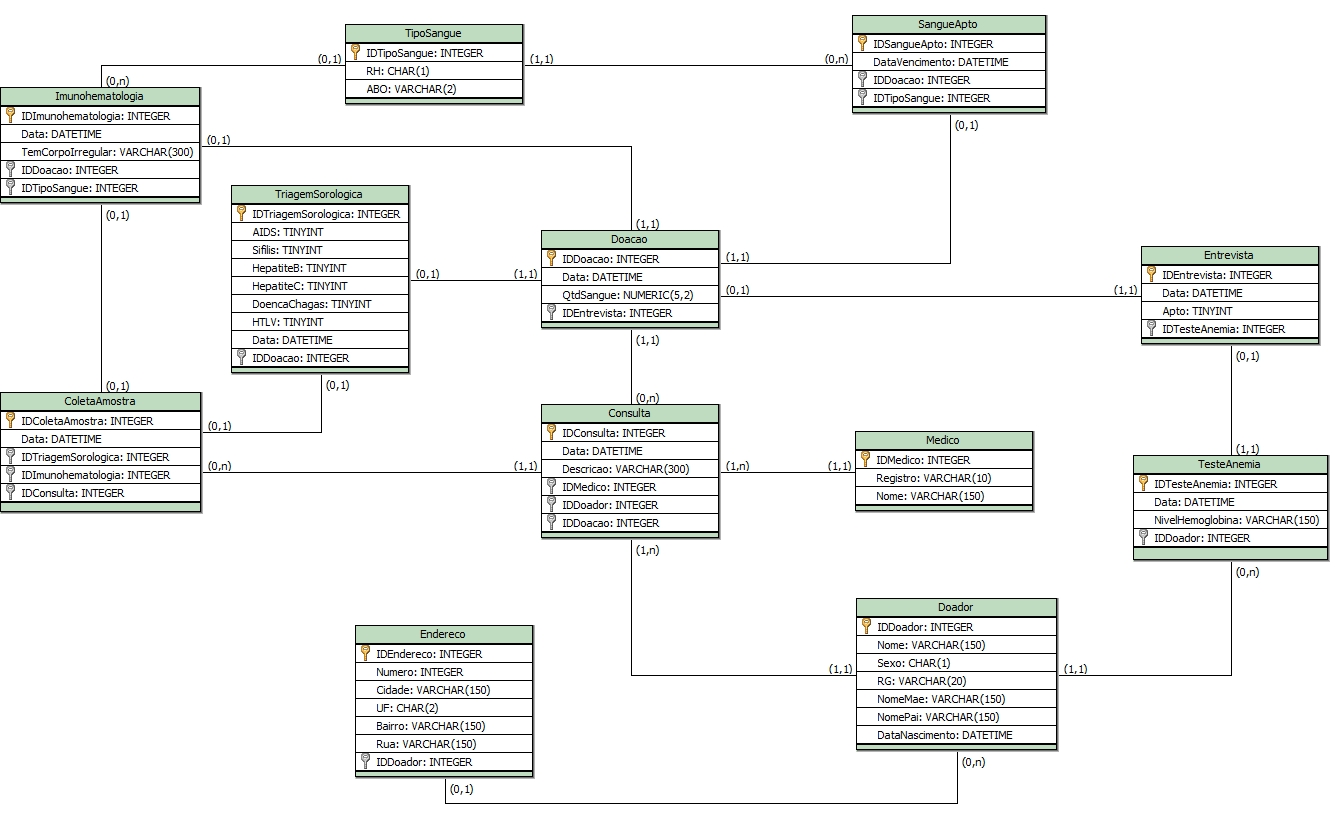 TipoSangue
IDTipoSangue: INTEGER
RH: CHAR(1)
ABO: VARCHAR(2)
(0,1)
(1,1)
(0,n)
SangueApto
IDSangueApto: INTEGER
DataVencimento: DATETIME
IDDoacao: INTEGER
IDTipoSangue: INTEGER
(0,1)
(0,n)
Imunohematologia
IDImunohematologia: INTEGER
Data: DATETIME
TemCorpoIrregular: VARCHAR(300)
IDDoacao: INTEGER
IDTipoSangue: INTEGER
(0,1)
(0,1)
TriagemSorologica
IDTriagemSorologica: INTEGER
AIDS: TINYINT
Sifilis: TINYINT
HepatiteB: TINYINT
HepatiteC: TINYINT
DoencaChagas: TINYINT
HTLV: TINYINT
Data: DATETIME
IDDoacao: INTEGER
(0,1)
(1,1)
(0,1)
(1,1)
Doacao
IDDoacao: INTEGER
Data: DATETIME
QtdSangue: NUMERIC(5,2)
IDEntrevista: INTEGER
(1,1)
(0,1)
(1,1)
(1,1)
Entrevista
IDEntrevista: INTEGER
Data: DATETIME
Apto: TINYINT
IDTesteAnemia: INTEGER
(0,1)
(0,1)
ColetaAmostra
IDColetaAmostra: INTEGER
Data: DATETIME
IDTriagemSorologica: INTEGER
IDImunohematologia: INTEGER
IDConsulta: INTEGER
(0,1)
(0,n)
(1,1)
(0,n)
Consulta
IDConsulta: INTEGER
Data: DATETIME
Descricao: VARCHAR(300)
IDMedico: INTEGER
IDDoador: INTEGER
IDDoacao: INTEGER
(1,n)
(1,1)
(1,n)
Medico
IDMedico: INTEGER
Registro: VARCHAR(10)
Nome: VARCHAR(150)
(1,1)
TesteAnemia
IDTesteAnemia: INTEGER
Data: DATETIME
NivelHemoglobina: VARCHAR(150)
IDDoador: INTEGER
(0,n)
Endereco
IDEndereco: INTEGER
Numero: INTEGER
Cidade: VARCHAR(150)
UF: CHAR(2)
Bairro: VARCHAR(150)
Rua: VARCHAR(150)
IDDoador: INTEGER
(0,1)
Doador
IDDoador: INTEGER
Nome: VARCHAR(150)
Sexo: CHAR(1)
RG: VARCHAR(20)
NomeMae: VARCHAR(150)
NomePai: VARCHAR(150)
DataNascimento: DATETIME
(1,1)
(1,1)
(0,n)